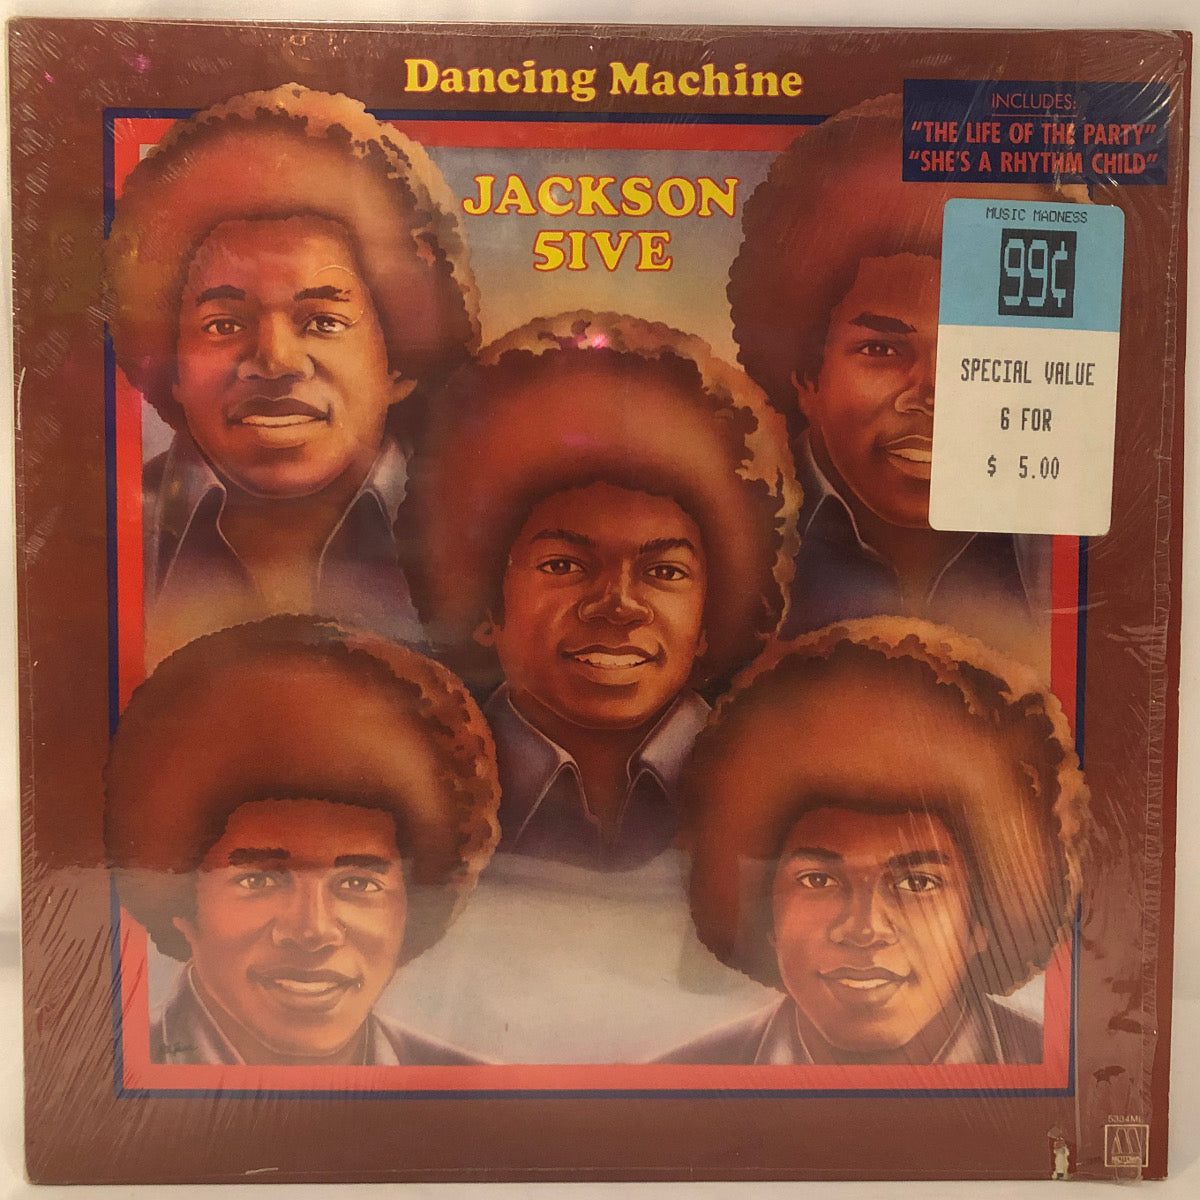 Dancing Machine
JACKSON
5IVE
INCLUDES:
"THE LIFE OF THE PARTY"
"SHE'S A RHYTHM CHILD"
MUSIC MADNESS
99¢
SPECIAL VALUE
6 FOR
$ 5.00
MOTOWN